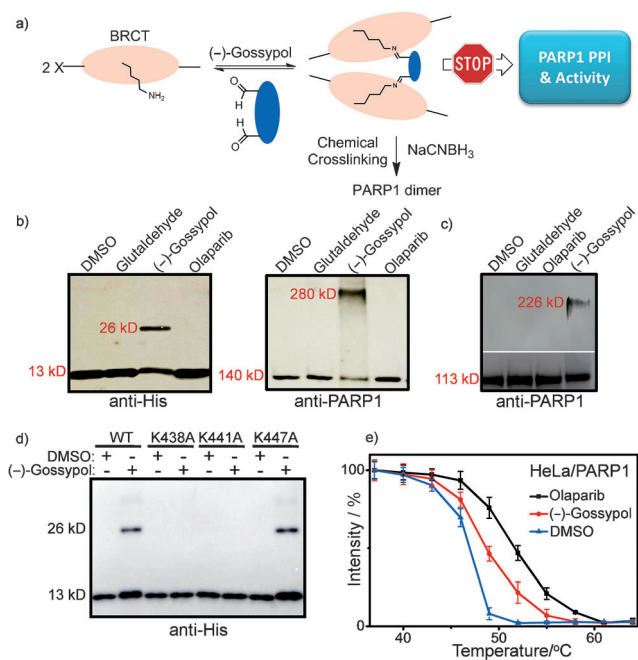 a)
BRCT
2 X
NH₂
(–)-Gossypol
O
H
H
O
N
N
STOP
PARP1 PPI
& Activity
Chemical
Crosslinking
NaCNBH₃
PARP1 dimer
b)
DMSO
Glutaldehyde
(–)-Gossypol
Olaparib
26 kD
13 kD
anti-His
DMSO
Glutaldehyde
(–)-Gossypol
Olaparib
280 kD
140 kD
anti-PARP1
c)
DMSO
Glutaldehyde
Olaparib
(–)-Gossypol
226 kD
113 kD
anti-PARP1
d)
WT K438A K441A K447A
DMSO: + + + +
(–)-Gossypol: + + + +
26 kD
13 kD
anti-His
e)
HeLa/PARP1
Olaparib
(–)-Gossypol
DMSO
Intensity / %
100
50
0
40 50 60
Temperature/°C